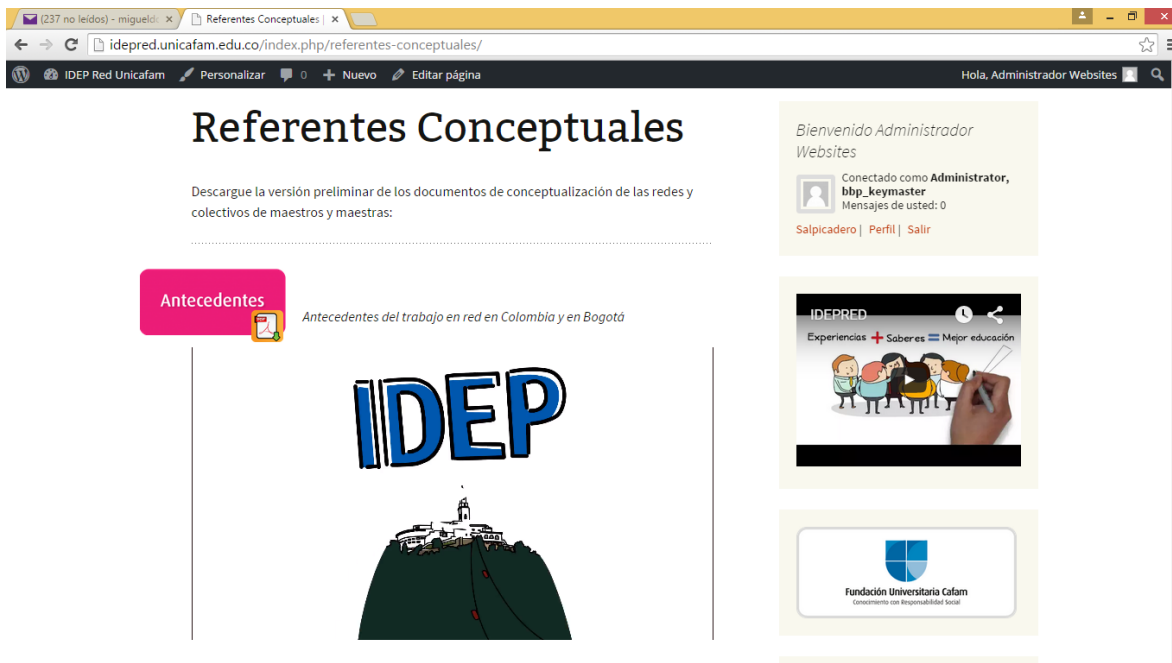 (237 no leídos) - migueldo
Referentes Conceptuales |
idepred.unicafam.edu.co/index.php/referentes-conceptuales/
IDEP Red Unicafam Personalizar 0 + Nuevo Editar página
Hola, Administrador Websites
Referentes Conceptuales
Descargue la versión preliminar de los documentos de conceptualización de las redes y
colectivos de maestros y maestras:
Antecedentes
PDF
Antecedentes del trabajo en red en Colombia y en Bogotá
IDEP
Bienvenido Administrador
Websites
Conectado como Administrator,
bbp_keymaster
Mensajes de usted: 0
Salpicadero | Perfil | Salir
IDEPRED
Experiencias + Saberes = Mejor educación
Fundación Universitaria Cafam
Conocimiento con Responsabilidad Social